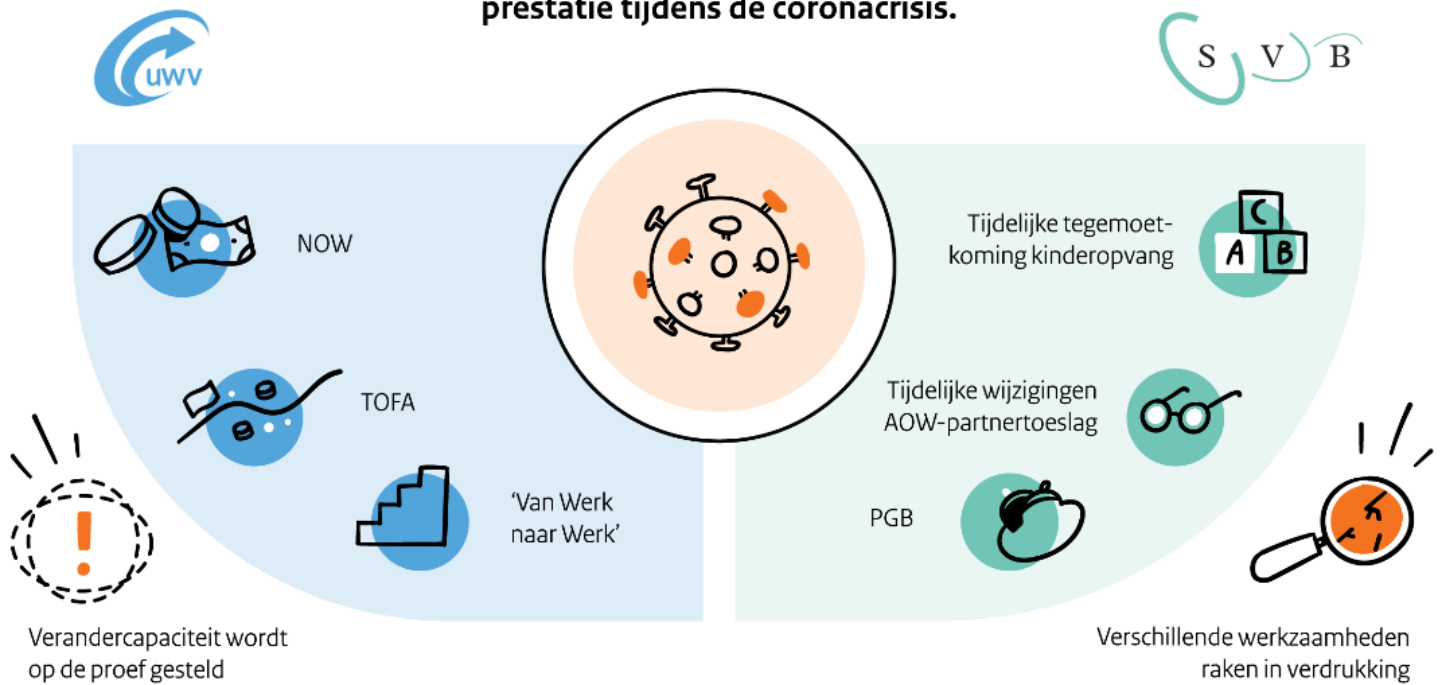 prestatie tijdens de coronacrisis.
uwv
S V B
NOW
TOFA
'Van Werk
naar Werk'
Tijdelijke tegemoet-
koming kinderopvang
C
A B
Tijdelijke wijzigingen
AOW-partnertoeslag
PGB
!
Verandercapaciteit wordt
op de proef gesteld
Verschillende werkzaamheden
raken in verdrukking